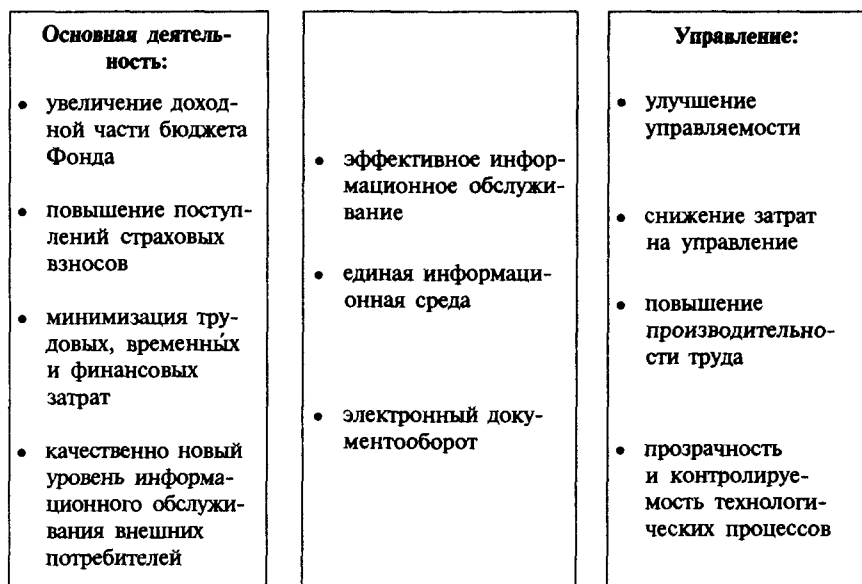 Основная деятель-
ность:
• увеличение доход-
ной части бюджета
Фонда
• повышение поступ-
лений страховых
взносов
• минимизация тру-
довых, временных
и финансовых
затрат
• качественно новый
уровень информа-
ционного обслужи-
вания внешних
потребителей
• эффективное инфор-
мационное обслужи-
вание
• единая информаци-
онная среда
• электронный доку-
ментооборот
Управление:
• улучшение
управляемости
• снижение затрат
на управление
• повышение
производительно-
сти труда
• прозрачность
и контролируе-
мость технологи-
ческих процессов